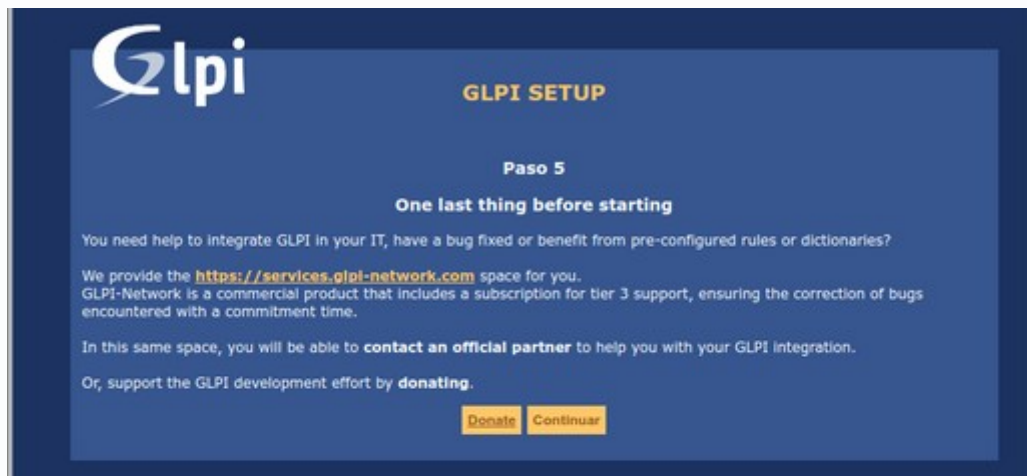 Glpi
GLPI SETUP
Paso 5
One last thing before starting
You need help to integrate GLPI in your IT, have a bug fixed or benefit from pre-configured rules or dictionaries?
We provide the https://services.glpi-network.com space for you.
GLPI-Network is a commercial product that includes a subscription for tier 3 support, ensuring the correction of bugs
encountered with a commitment time.
In this same space, you will be able to contact an official partner to help you with your GLPI integration.
Or, support the GLPI development effort by donating.
Donate Continuar